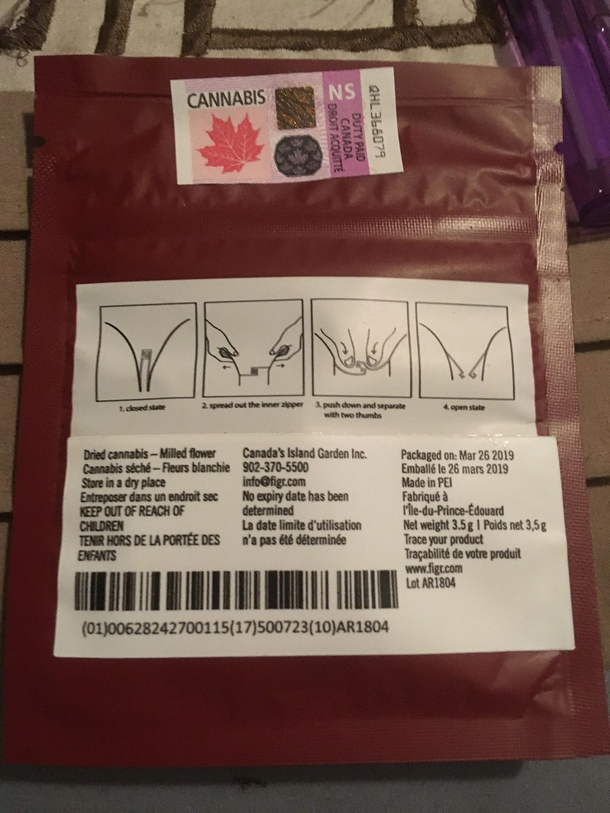 CANNABIS
NS
DUTY PAID
CANADA
DROIT ACQUITTÉ
QHL366079
1. closed state
2. spread out the inner zipper
3. push down and separate
with two thumbs
4. open state
Dried cannabis – Milled flower
Cannabis séché – Fleurs blanchie
Store in a dry place
Entreposer dans un endroit sec
KEEP OUT OF REACH OF
CHILDREN
TENIR HORS DE LA PORTÉE DES
ENFANTS
Canada's Island Garden Inc.
902-370-5500
info@figr.com
No expiry date has been
determined
La date limite d'utilisation
n'a pas été déterminée
Packaged on: Mar 26 2019
Emballé le 26 mars 2019
Made in PEI
Fabriqué à
l'Île-du-Prince-Édouard
Net weight 3.5 g | Poids net 3,5 g
Trace your product
Traçabilité de votre produit
www.figr.com
Lot AR1804
(01)00628242700115(17)500723(10)AR1804